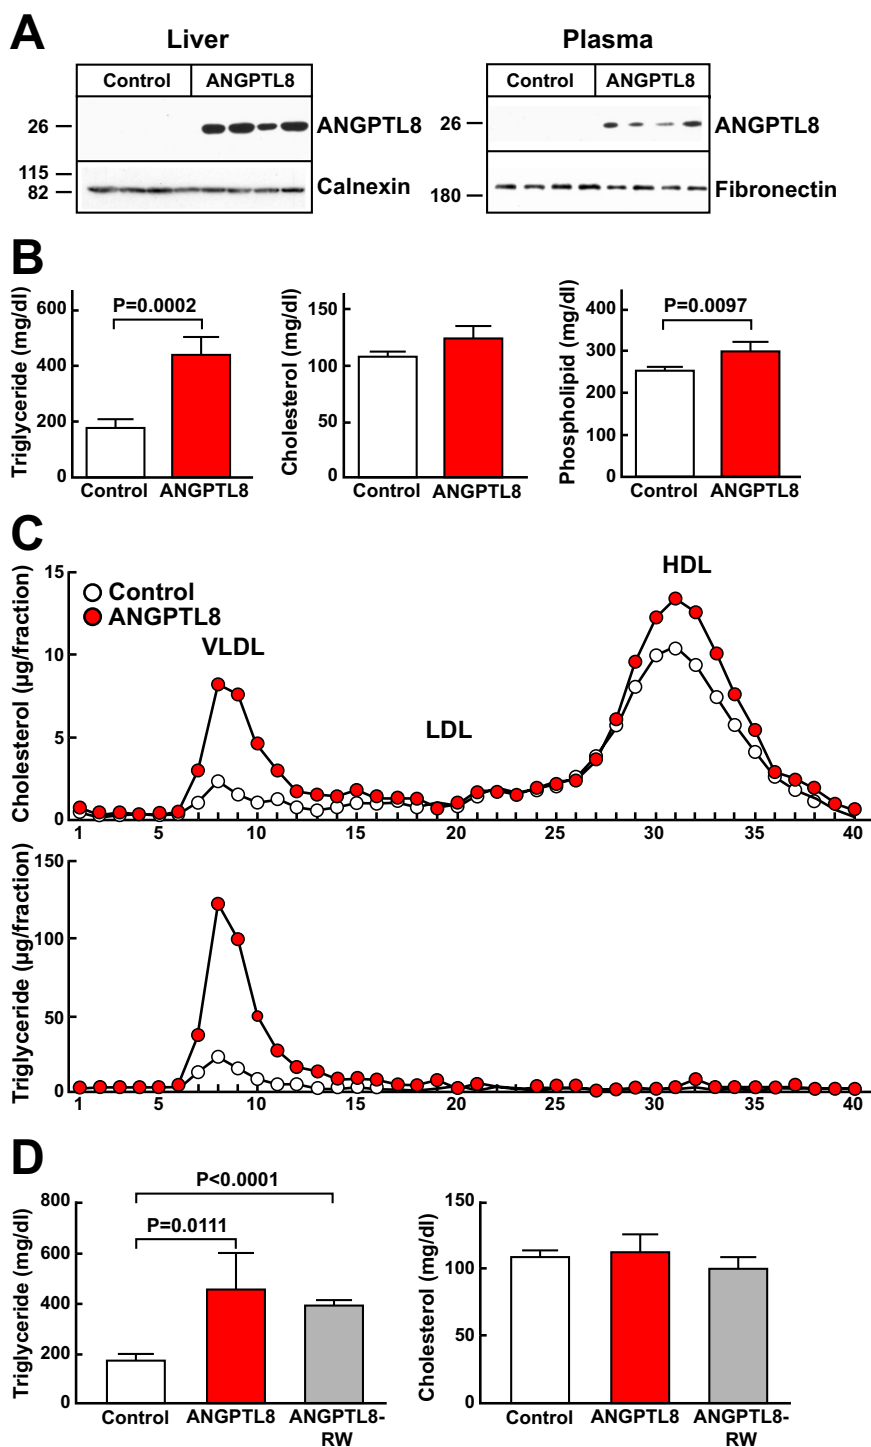 A
Liver
Plasma
Control ANGPTL8
Control ANGPTL8
26
ANGPTL8
26
ANGPTL8
115
82
Calnexin
180
Fibronectin
B
Triglyceride (mg/dl)
600
400
200
0
P=0.0002
Control ANGPTL8
Cholesterol (mg/dl)
150
100
50
0
Control ANGPTL8
Phospholipid (mg/dl)
400
300
200
100
0
P=0.0097
Control ANGPTL8
C
Cholesterol (µg/fraction)
15
10
5
0
Control
ANGPTL8
VLDL
LDL
HDL
1 5 10 15 20 25 30 35 40
Triglyceride (µg/fraction)
150
100
50
0
1 5 10 15 20 25 30 35 40
D
Triglyceride (mg/dl)
800
600
400
200
0
P<0.0001
P=0.0111
Control ANGPTL8 ANGPTL8-
RW
Cholesterol (mg/dl)
150
100
50
0
Control ANGPTL8 ANGPTL8-
RW